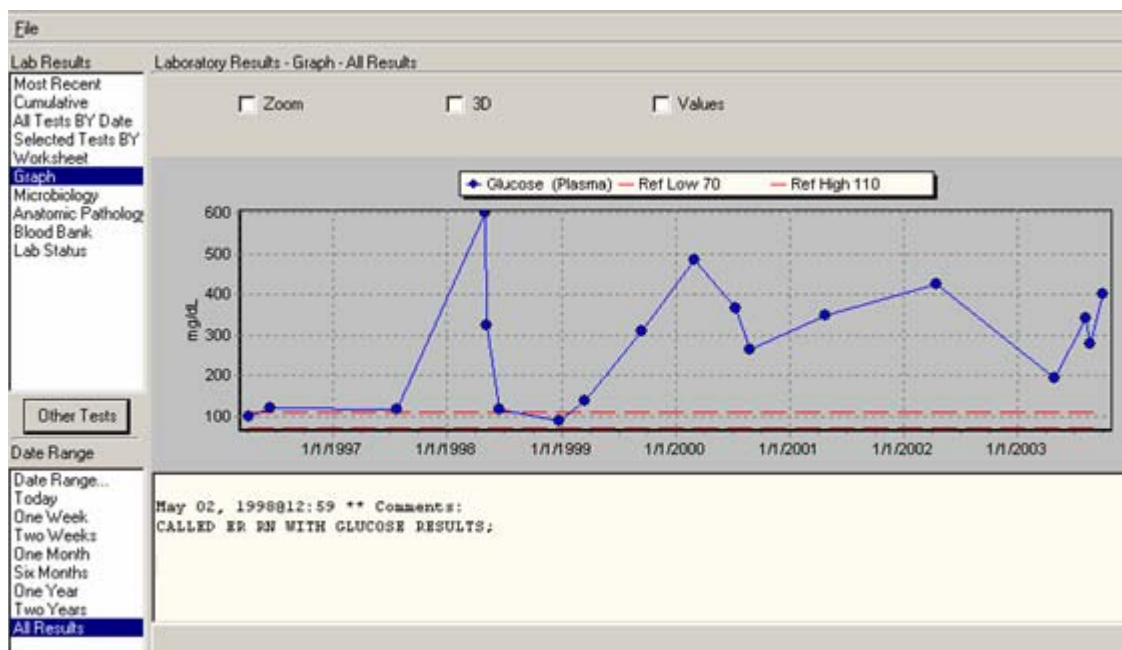 File
Lab Results
Most Recent
Cumulative
All Tests BY Date
Selected Tests BY
Worksheet
Graph
Microbiology
Anatomic Patholog
Blood Bank
Lab Status
Other Tests
Date Range
Date Range...
Today
One Week
Two Weeks
One Month
Six Months
One Year
Two Years
All Results
Laboratory Results - Graph - All Results
Zoom 3D Values
Glucose (Plasma) Ref Low 70 Ref High 110
mg/dL
600
500
400
300
200
100
1/1/1997 1/1/1998 1/1/1999 1/1/2000 1/1/2001 1/1/2002 1/1/2003
May 02, 1998@12:59 ** Comments:
CALLED ER RN WITH GLUCOSE RESULTS;